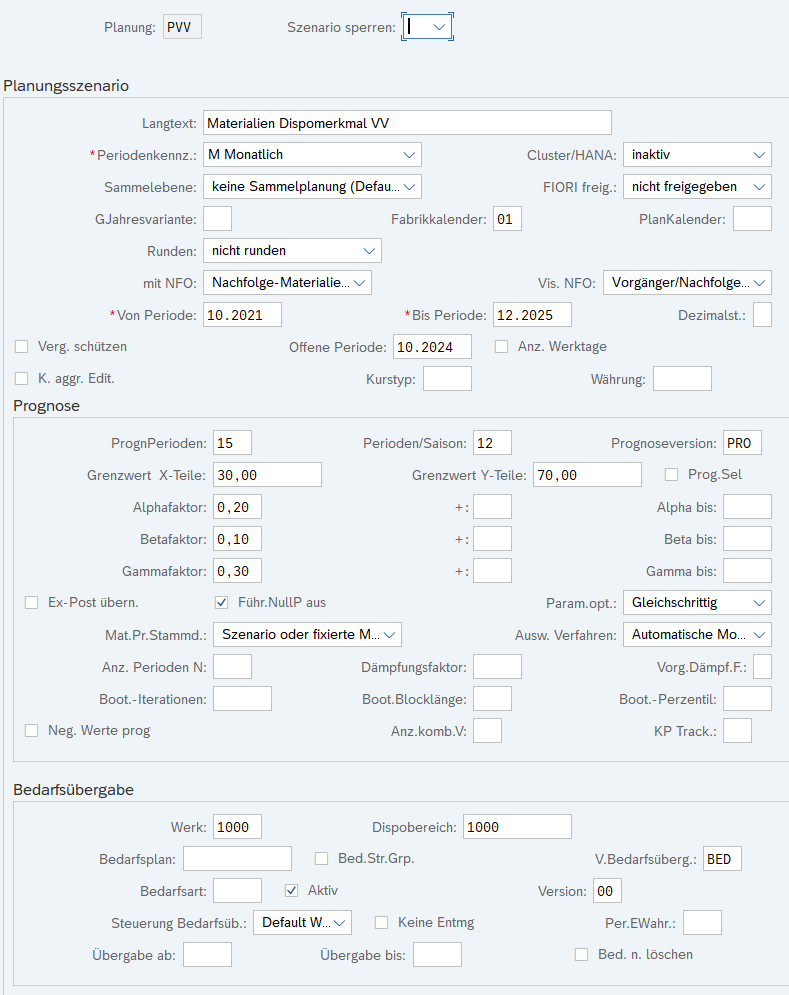 Planung: PVV Szenario sperren:
Planungsszenario
Langtext: Materialien Dispomerkmal VV
*Periodenkennz.: M Monatlich Cluster/HANA: inaktiv
Sammelebene: keine Sammelplanung (Defau... FIORI freig.: nicht freigegeben
GJahresvariante: Fabrikkalender: 01 PlanKalender:
Runden: nicht runden
mit NFO: Nachfolge-Materialie... Vis. NFO: Vorgänger/Nachfolge...
*Von Periode: 10.2021 *Bis Periode: 12.2025 Dezimalst.:
Verg. schützen Offene Periode: 10.2024 Anz. Werktage
K. aggr. Edit. Kurstyp: Währung:
Prognose
PrognPerioden: 15 Perioden/Saison: 12 Prognoseversion: PRO
Grenzwert X-Teile: 30,00 Grenzwert Y-Teile: 70,00 Prog.Sel
Alphafaktor: 0,20 +: Alpha bis:
Betafaktor: 0,10 +: Beta bis:
Gammafaktor: 0,30 +: Gamma bis:
Ex-Post übern. Führ.NullP aus Param.opt.: Gleichschrittig
Mat.Pr.Stammd.: Szenario oder fixierte M... Ausw. Verfahren: Automatische Mo...
Anz. Perioden N: Dämpfungsfaktor: Vorg.Dämpf.F.:
Boot.-Iterationen: Boot.Blocklänge: Boot.-Perzentil:
Neg. Werte prog Anz.komb.V: KP Track.:
Bedarfsübergabe
Werk: 1000 Dispobereich: 1000
Bedarfsplan: Bed.Str.Grp. V.Bedarfsüberg.: BED
Bedarfsart: Aktiv Version: 00
Steuerung Bedarfsüb.: Default W... Keine Entmg Per.EWahr.:
Übergabe ab: Übergabe bis: Bed. n. löschen